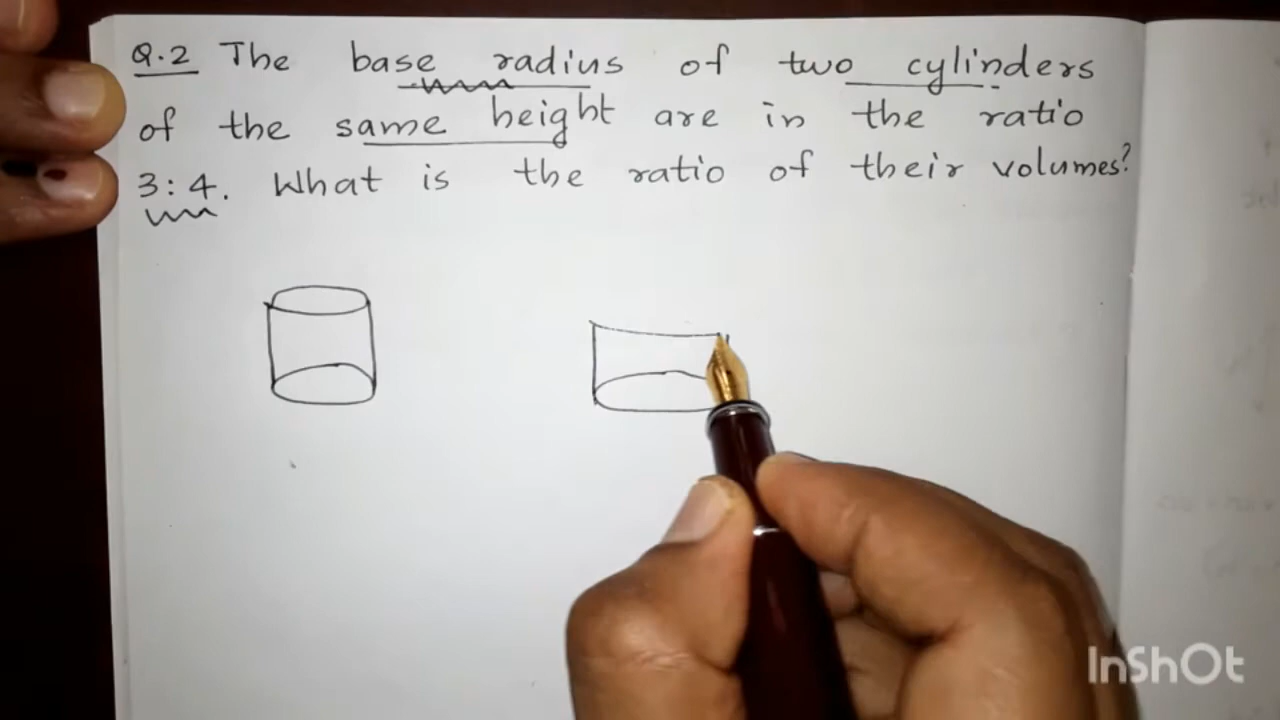 Q.2 The base radius of two cylinders
of the same height are in the ratio
3 : 4. What is the ratio of their volumes?
InShOt